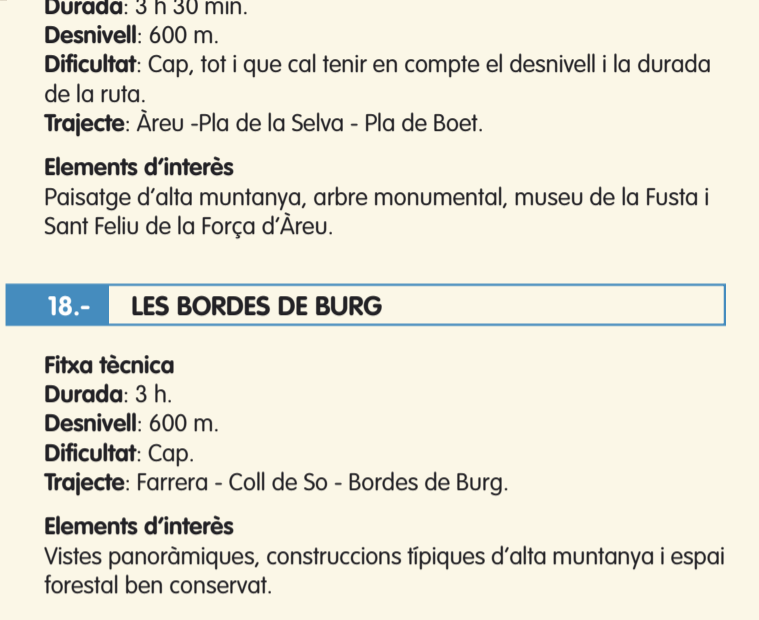 Durada: 3 h 30 min.
Desnivell: 600 m.
Dificultat: Cap, tot i que cal tenir en compte el desnivell i la durada
de la ruta.
Trajecte: Àreu -Pla de la Selva - Pla de Boet.
Elements d’interès
Paisatge d’alta muntanya, arbre monumental, museu de la Fusta i
Sant Feliu de la Força d’Àreu.
18.- LES BORDES DE BURG
Fitxa tècnica
Durada: 3 h.
Desnivell: 600 m.
Dificultat: Cap.
Trajecte: Farrera - Coll de So - Bordes de Burg.
Elements d’interès
Vistes panoràmiques, construccions típiques d’alta muntanya i espai
forestal ben conservat.